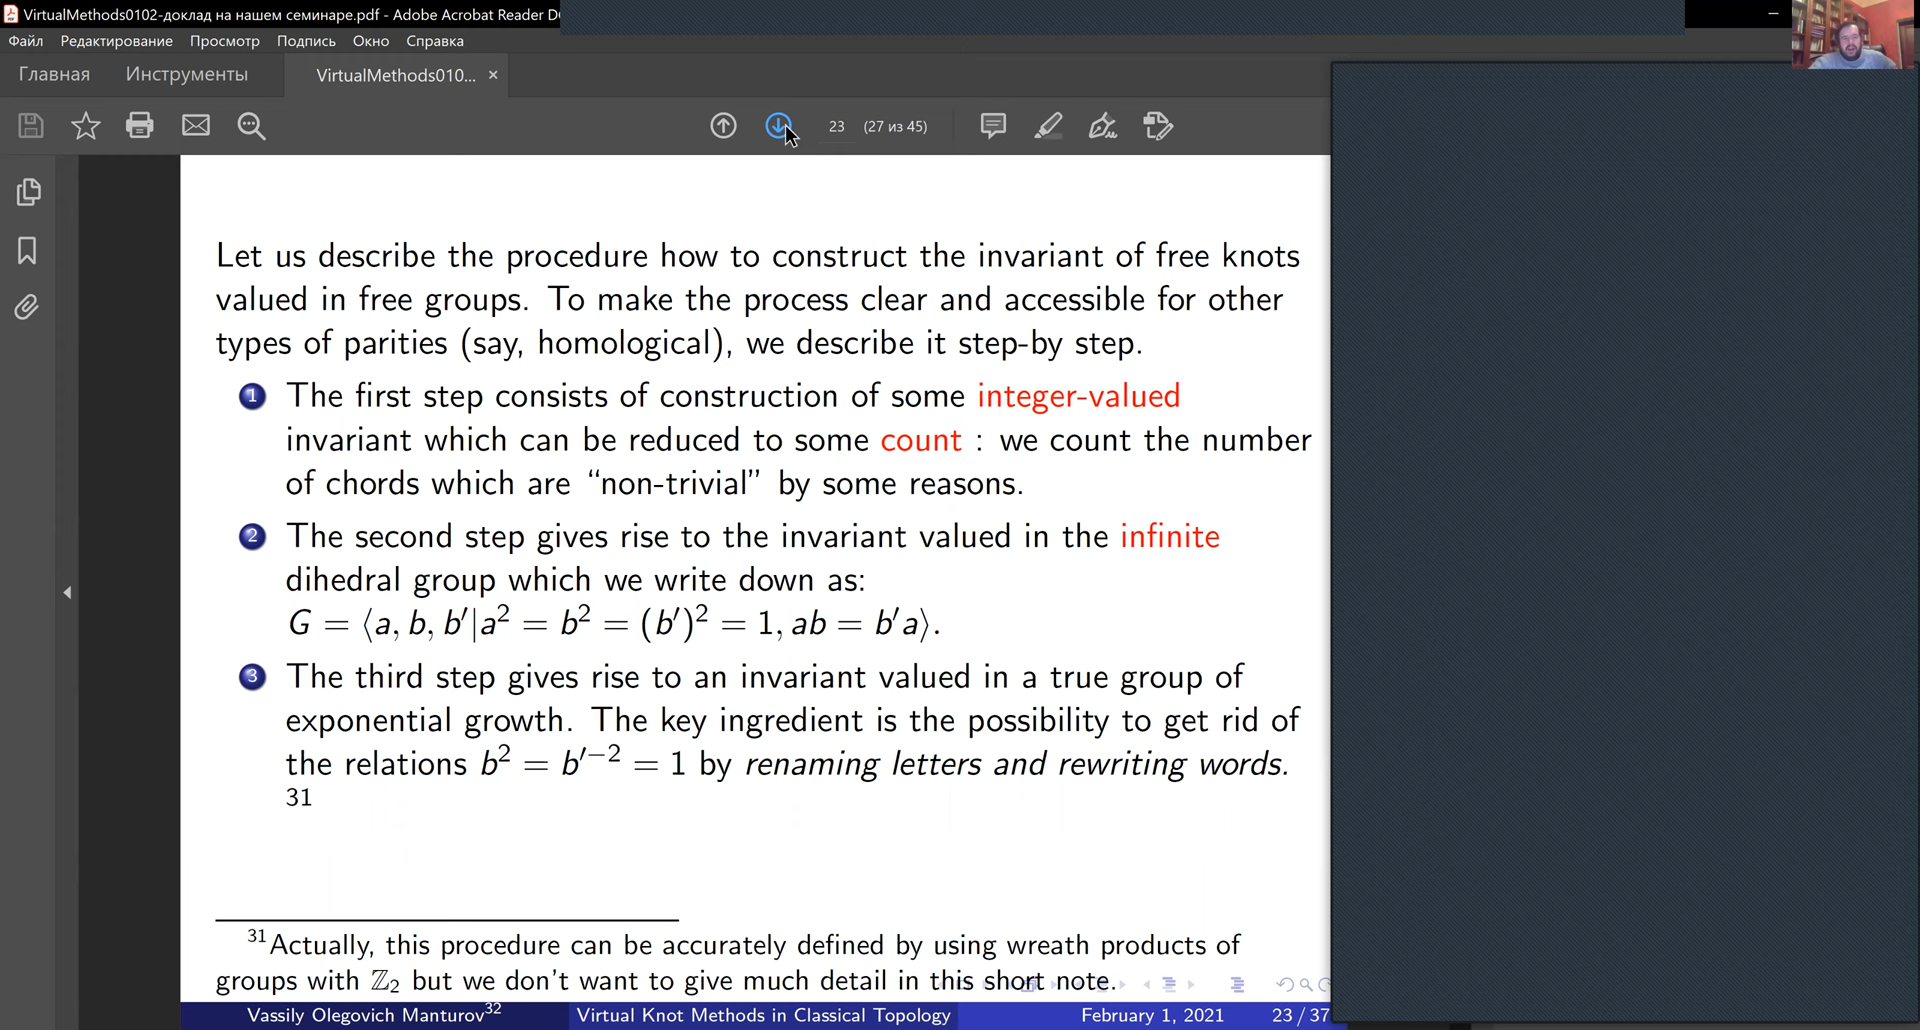 VirtualMethods0102-доклад на нашем семинаре.pdf - Adobe Acrobat Reader D
Файл Редактирование Просмотр Подпись Окно Справка
Главная Инструменты VirtualMethods010... ×
23 (27 из 45)
Let us describe the procedure how to construct the invariant of free knots
valued in free groups. To make the process clear and accessible for other
types of parities (say, homological), we describe it step-by step.
1 The first step consists of construction of some integer-valued
invariant which can be reduced to some count : we count the number
of chords which are “non-trivial” by some reasons.
2 The second step gives rise to the invariant valued in the infinite
dihedral group which we write down as:
G = ⟨a, b, b′|a² = b² = (b′)² = 1, ab = b′a⟩.
3 The third step gives rise to an invariant valued in a true group of
exponential growth. The key ingredient is the possibility to get rid of
the relations b² = b′⁻² = 1 by renaming letters and rewriting words.
31
³¹Actually, this procedure can be accurately defined by using wreath products of
groups with ℤ₂ but we don't want to give much detail in this short note.
Vassily Olegovich Manturov³² Virtual Knot Methods in Classical Topology February 1, 2021 23 / 37